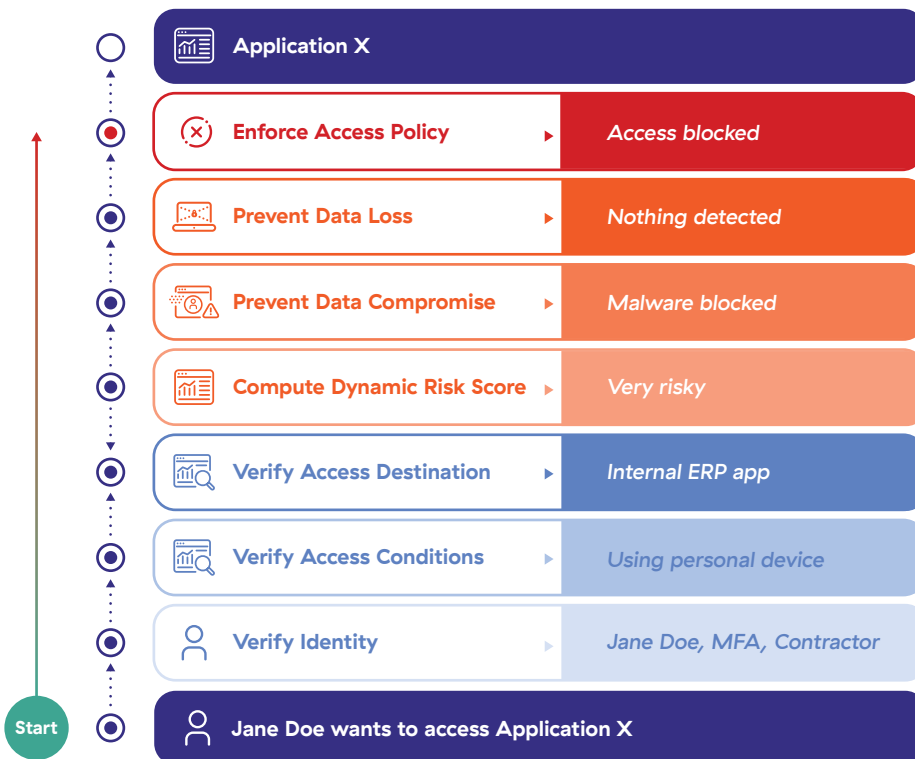 Application X
Enforce Access Policy
Access blocked
Prevent Data Loss
Nothing detected
Prevent Data Compromise
Malware blocked
Compute Dynamic Risk Score
Very risky
Verify Access Destination
Internal ERP app
Verify Access Conditions
Using personal device
Verify Identity
Jane Doe, MFA, Contractor
Start
Jane Doe wants to access Application X